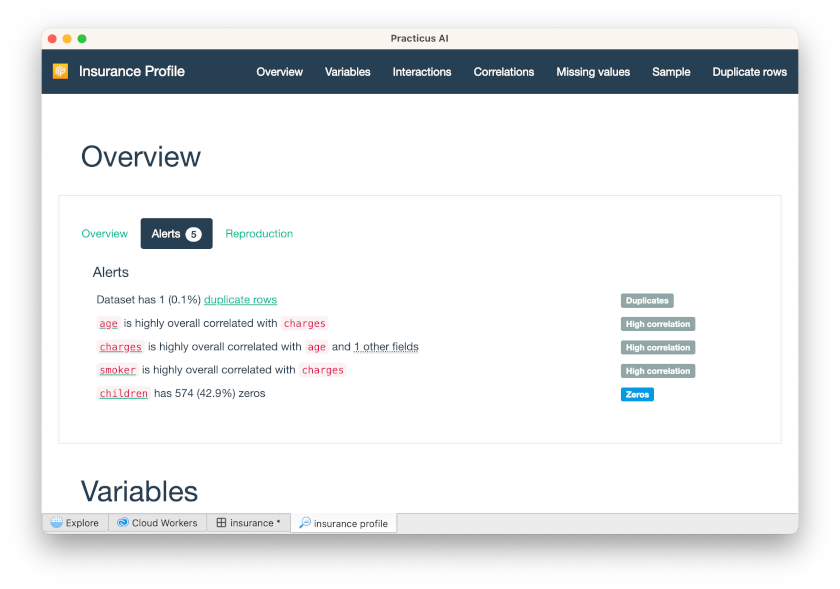 Practicus AI
Insurance Profile Overview Variables Interactions Correlations Missing values Sample Duplicate rows
Overview
Overview Alerts 5 Reproduction
Alerts
Dataset has 1 (0.1%) duplicate rows Duplicates
age is highly overall correlated with charges High correlation
charges is highly overall correlated with age and 1 other fields High correlation
smoker is highly overall correlated with charges High correlation
children has 574 (42.9%) zeros Zeros
Variables
Explore Cloud Workers insurance * insurance profile